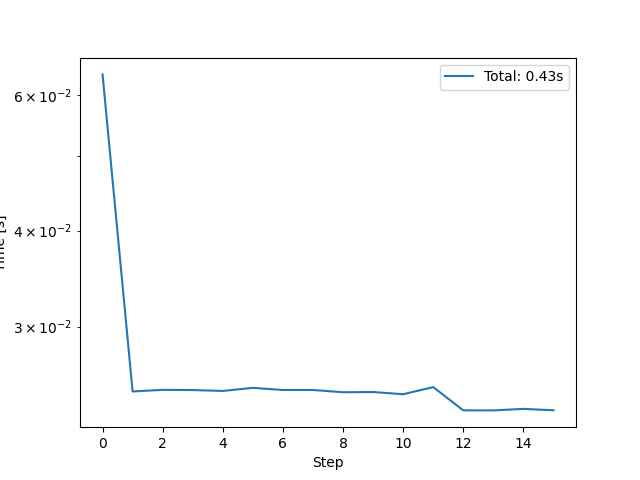 Total: 0.43s
6 × 10⁻²
4 × 10⁻²
3 × 10⁻²
[s]
0 2 4 6 8 10 12 14
Step